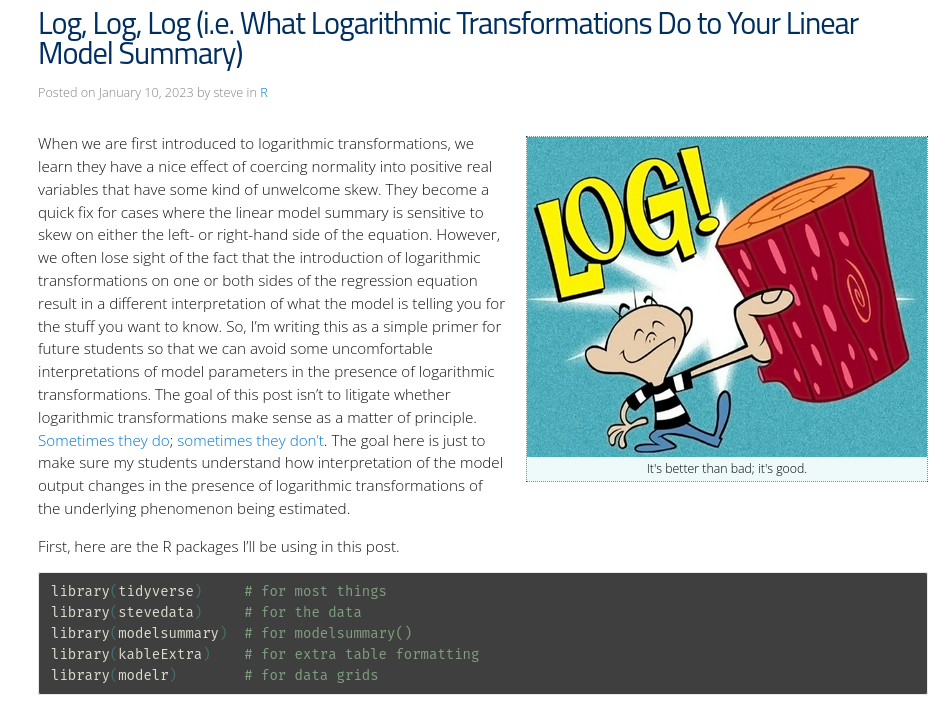 Log, Log, Log (i.e. What Logarithmic Transformations Do to Your Linear
Model Summary)
Posted on January 10, 2023 by steve in R
When we are first introduced to logarithmic transformations, we
learn they have a nice effect of coercing normality into positive real
variables that have some kind of unwelcome skew. They become a
quick fix for cases where the linear model summary is sensitive to
skew on either the left- or right-hand side of the equation. However,
we often lose sight of the fact that the introduction of logarithmic
transformations on one or both sides of the regression equation
result in a different interpretation of what the model is telling you for
the stuff you want to know. So, I’m writing this as a simple primer for
future students so that we can avoid some uncomfortable
interpretations of model parameters in the presence of logarithmic
transformations. The goal of this post isn’t to litigate whether
logarithmic transformations make sense as a matter of principle.
Sometimes they do; sometimes they don’t. The goal here is just to
make sure my students understand how interpretation of the model
output changes in the presence of logarithmic transformations of
the underlying phenomenon being estimated.
LOG!
It's better than bad; it's good.
First, here are the R packages I’ll be using in this post.
library(tidyverse)     # for most things
library(stevedata)     # for the data
library(modelsummary)  # for modelsummary()
library(kableExtra)    # for extra table formatting
library(modelr)        # for data grids